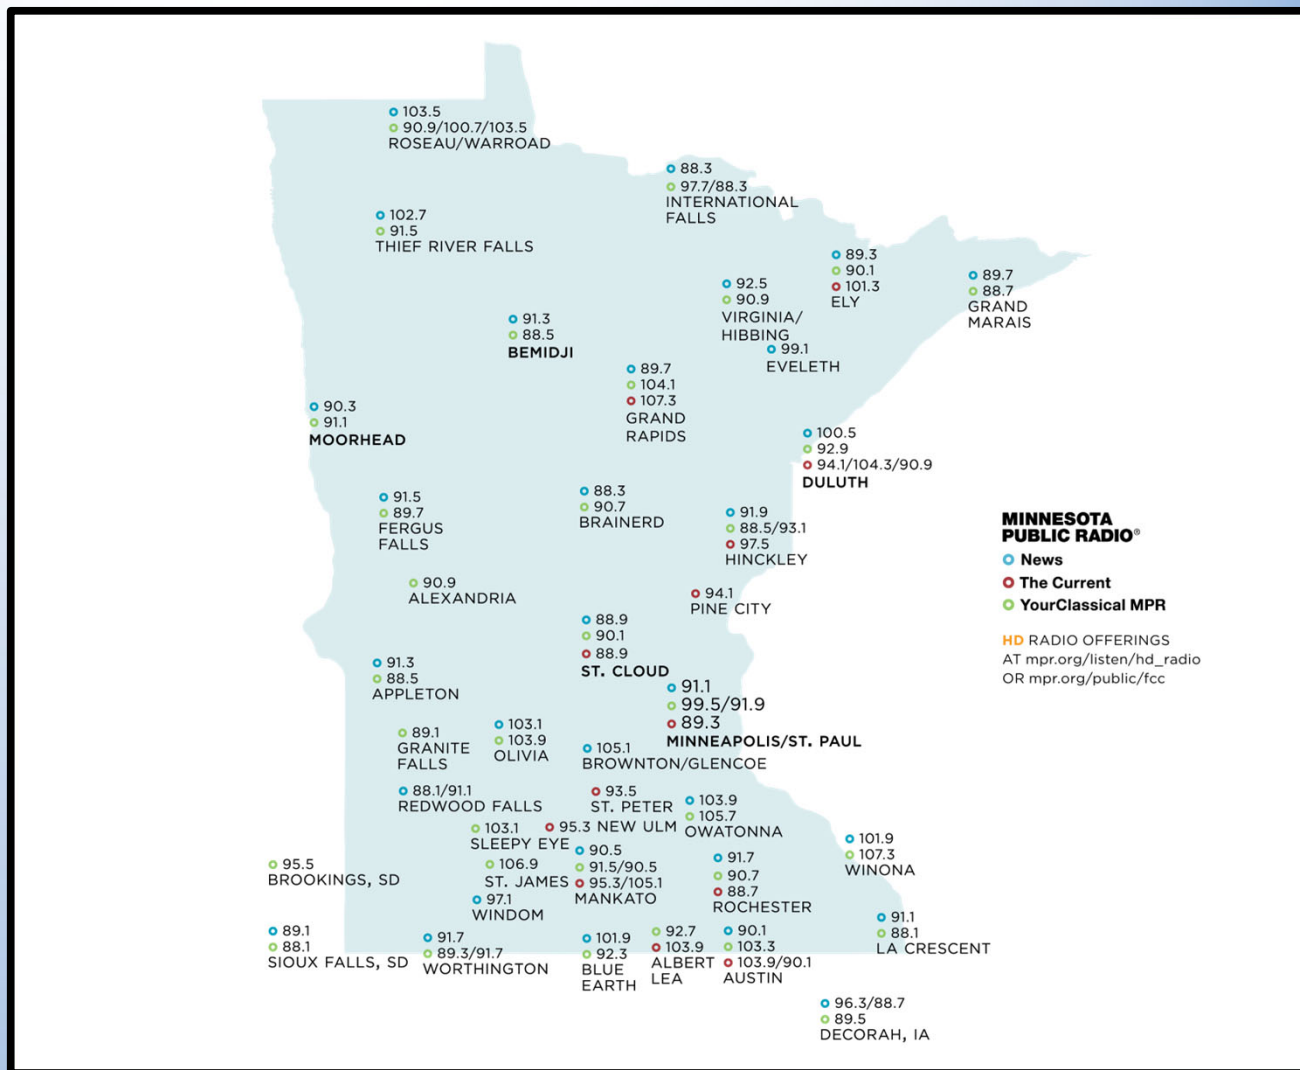 103.5
90.9/100.7/103.5
ROSEAU/WARROAD
88.3
97.7/88.3
INTERNATIONAL
FALLS
102.7
91.5
THIEF RIVER FALLS
89.3
90.1
101.3
ELY
89.7
88.7
GRAND
MARAIS
92.5
90.9
VIRGINIA/
HIBBING
99.1
EVELETH
91.3
88.5
BEMIDJI
89.7
104.1
107.3
GRAND
RAPIDS
90.3
91.1
MOORHEAD
100.5
92.9
94.1/104.3/90.9
DULUTH
91.5
89.7
FERGUS
FALLS
88.3
90.7
BRAINERD
91.9
88.5/93.1
97.5
HINCKLEY
90.9
ALEXANDRIA
94.1
PINE CITY
88.9
90.1
88.9
ST. CLOUD
91.3
88.5
APPLETON
91.1
99.5/91.9
89.3
MINNEAPOLIS/ST. PAUL
89.1
GRANITE
FALLS
103.1
103.9
OLIVIA
105.1
BROWNTON/GLENCOE
88.1/91.1
REDWOOD FALLS
93.5
ST. PETER
103.9
105.7
OWATONNA
103.1
SLEEPY EYE
95.3 NEW ULM
101.9
107.3
WINONA
95.5
BROOKINGS, SD
106.9
ST. JAMES
90.5
91.5/90.5
95.3/105.1
MANKATO
91.7
90.7
88.7
ROCHESTER
97.1
WINDOM
91.1
88.1
LA CRESCENT
89.1
88.1
SIOUX FALLS, SD
91.7
89.3/91.7
WORTHINGTON
101.9
92.3
BLUE
EARTH
92.7
103.9
ALBERT
LEA
90.1
103.3
103.9/90.1
AUSTIN
96.3/88.7
89.5
DECORAH, IA
MINNESOTA
PUBLIC RADIO®
News
The Current
YourClassical MPR
HD RADIO OFFERINGS
AT mpr.org/listen/hd_radio
OR mpr.org/public/fcc